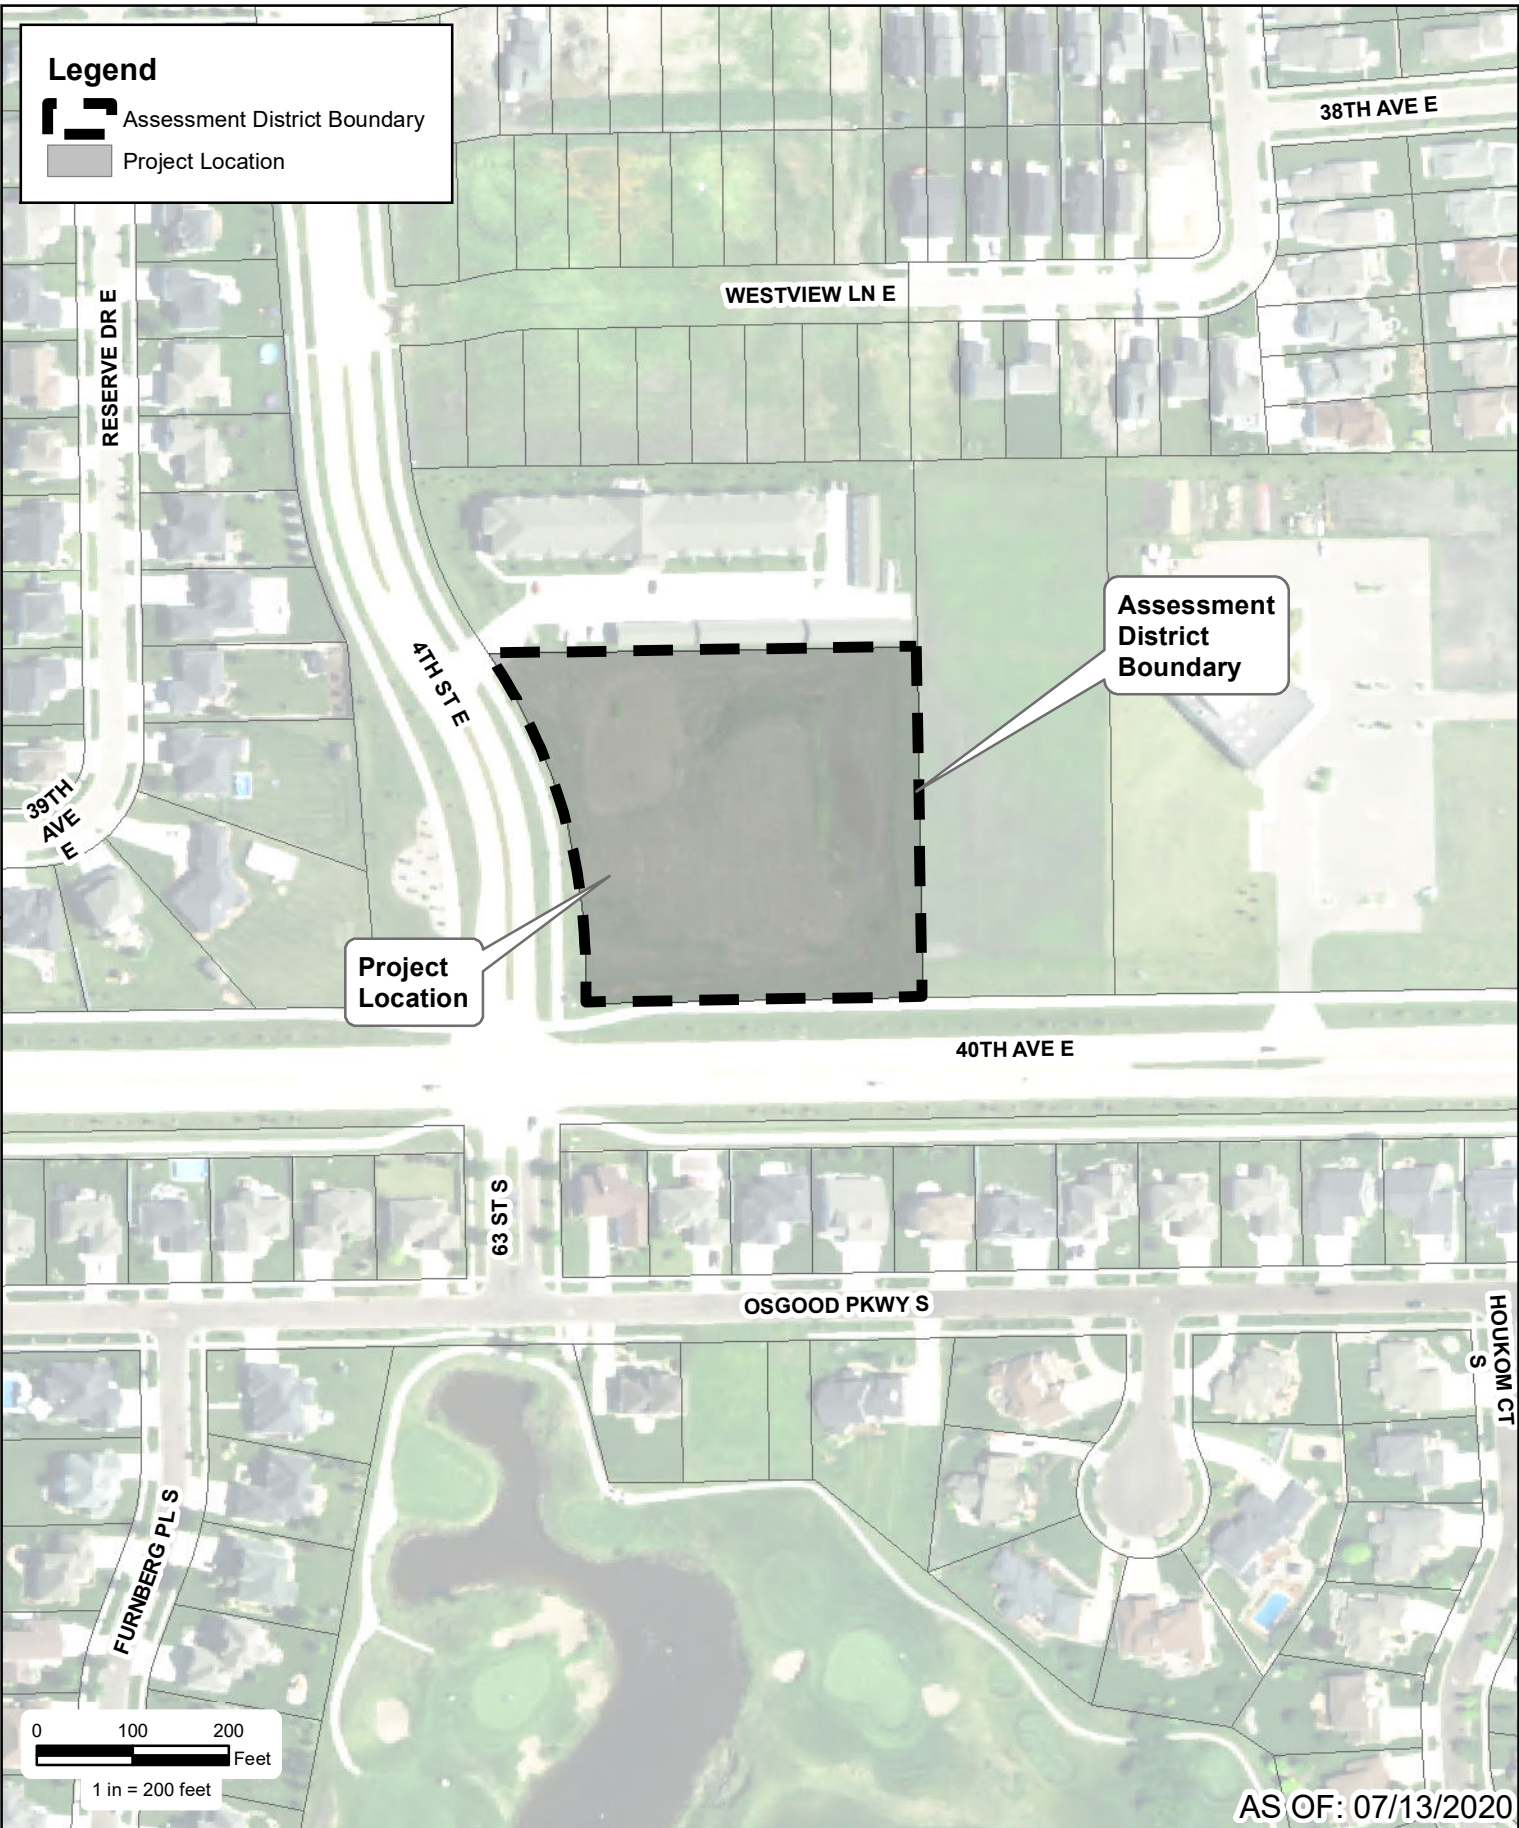 Legend
Assessment District Boundary
Project Location
38TH AVE E
WESTVIEW LN E
RESERVE DR E
Assessment
District
Boundary
4TH ST E
39TH
AVE
E
Project
Location
40TH AVE E
63 ST S
OSGOOD PKWY S
HOUKOM CT
S
FURNBERG PL S
0 100 200
Feet
1 in = 200 feet
AS OF: 07/13/2020